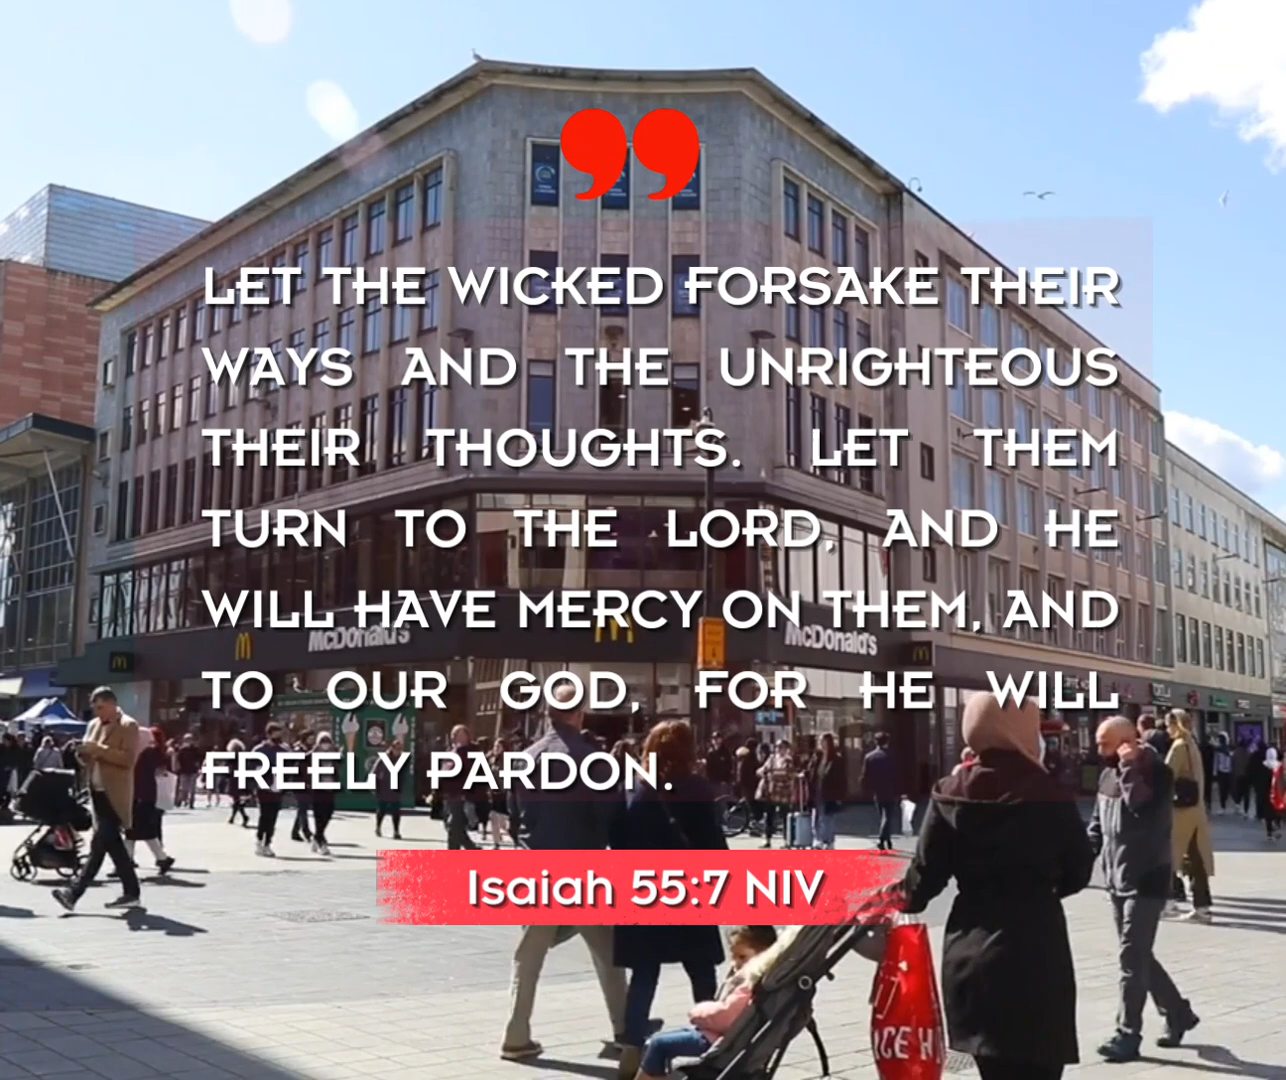 ”
LET THE WICKED FORSAKE THEIR
WAYS AND THE UNRIGHTEOUS
THEIR THOUGHTS. LET THEM
TURN TO THE LORD, AND HE
WILL HAVE MERCY ON THEM, AND
McDonald's
McDonald's
TO OUR GOD, FOR HE WILL
FREELY PARDON.
Isaiah 55:7 NIV